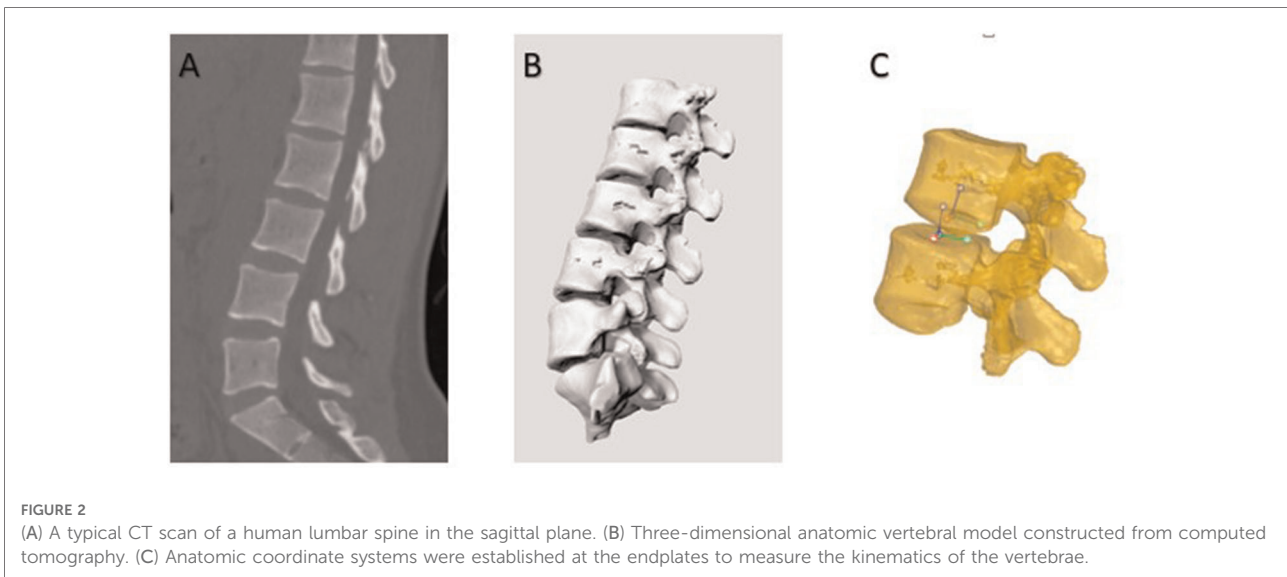 A
B
C
FIGURE 2
(A) A typical CT scan of a human lumbar spine in the sagittal plane. (B) Three-dimensional anatomic vertebral model constructed from computed
tomography. (C) Anatomic coordinate systems were established at the endplates to measure the kinematics of the vertebrae.